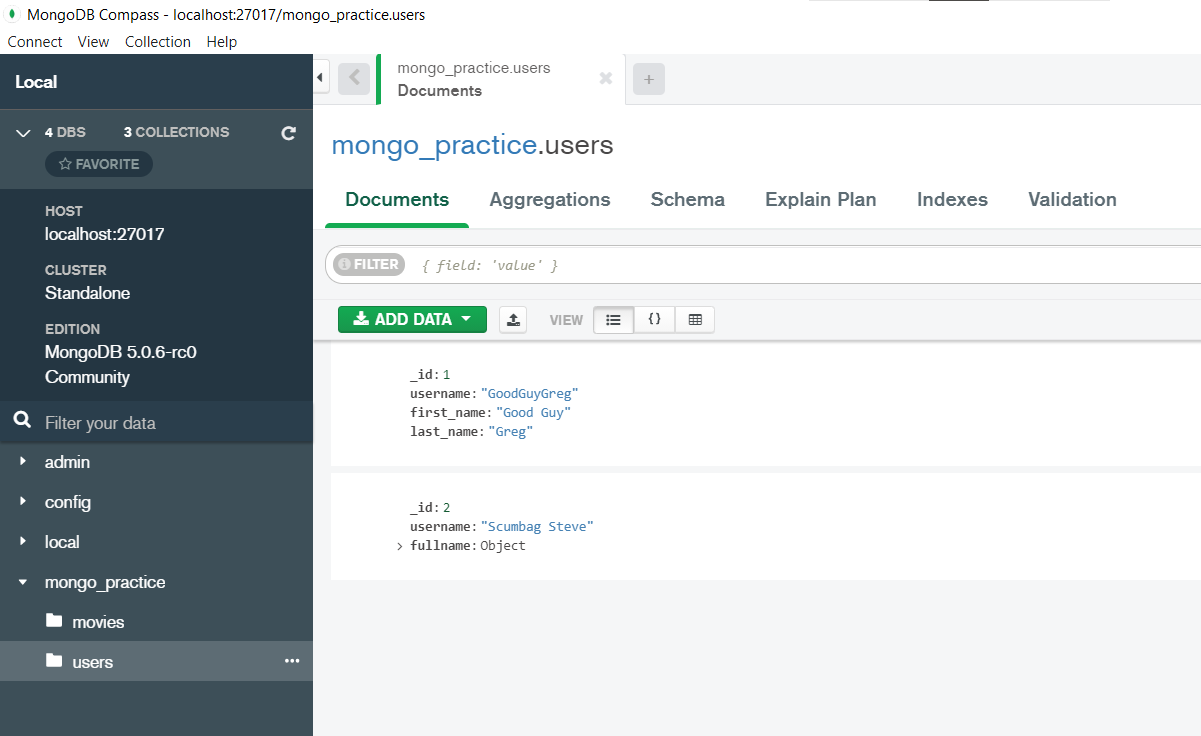 MongoDB Compass - localhost:27017/mongo_practice.users
Connect View Collection Help
Local
4 DBS 3 COLLECTIONS
FAVORITE
HOST
localhost:27017
CLUSTER
Standalone
EDITION
MongoDB 5.0.6-rc0
Community
Filter your data
admin
config
local
mongo_practice
movies
users
mongo_practice.users
Documents
mongo_practice.users
Documents Aggregations Schema Explain Plan Indexes Validation
FILTER { field: 'value' }
ADD DATA VIEW {}
_id: 1
username: "GoodGuyGreg"
first_name: "Good Guy"
last_name: "Greg"
_id: 2
username: "Scumbag Steve"
> fullname: Object